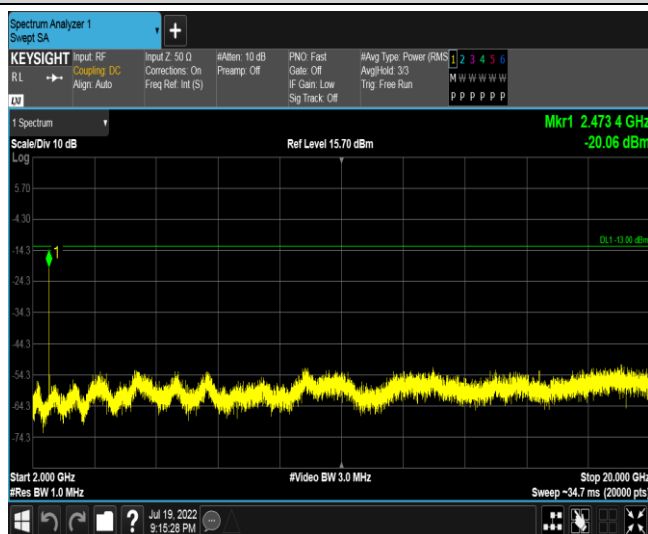 Spectrum Analyzer 1
Swept SA
KEYSIGHT
RL
LXI
Input: RF
Coupling: DC
Align: Auto
Input Z: 50 Ω
Corrections: On
Freq Ref: Int (S)
#Atten: 10 dB
Preamp: Off
PNO: Fast
Gate: Off
IF Gain: Low
Sig Track: Off
#Avg Type: Power (RMS
Avg|Hold: 3/3
Trig: Free Run
1 2 3 4 5 6
M W W W W W
P P P P P P
1 Spectrum
Scale/Div 10 dB
Ref Level 15.70 dBm
Mkr1 2.473 4 GHz
-20.06 dBm
Log
5.70
-4.30
DL1 -13.00 dBm
-14.3
1
-24.3
-34.3
-44.3
-54.3
-64.3
-74.3
Start 2.000 GHz
#Video BW 3.0 MHz
Stop 20.000 GHz
#Res BW 1.0 MHz
Sweep ~34.7 ms (20000 pts)
?
Jul 19, 2022
9:15:28 PM